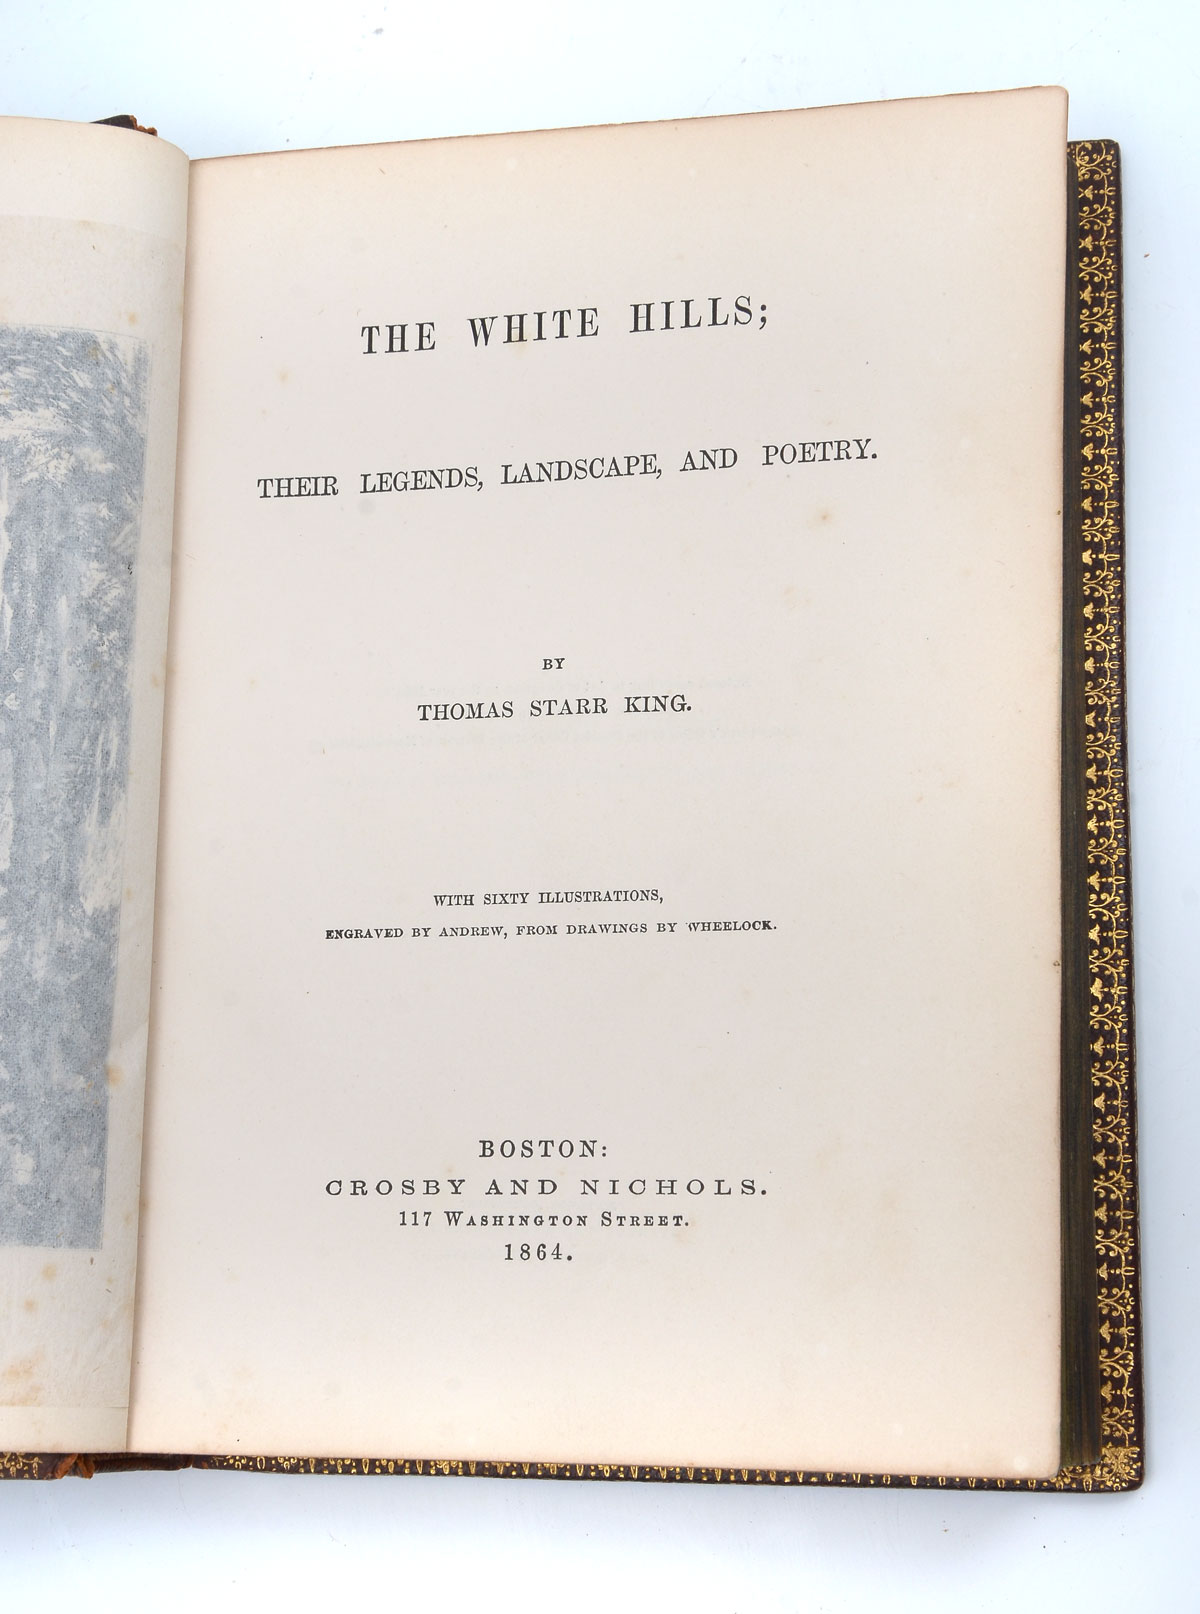 THE WHITE HILLS;
THEIR LEGENDS, LANDSCAPE, AND POETRY.
BY
THOMAS STARR KING.
WITH SIXTY ILLUSTRATIONS,
ENGRAVED BY ANDREW, FROM DRAWINGS BY WHEELOCK.
BOSTON:
CROSBY AND NICHOLS.
117 WASHINGTON STREET.
1864.